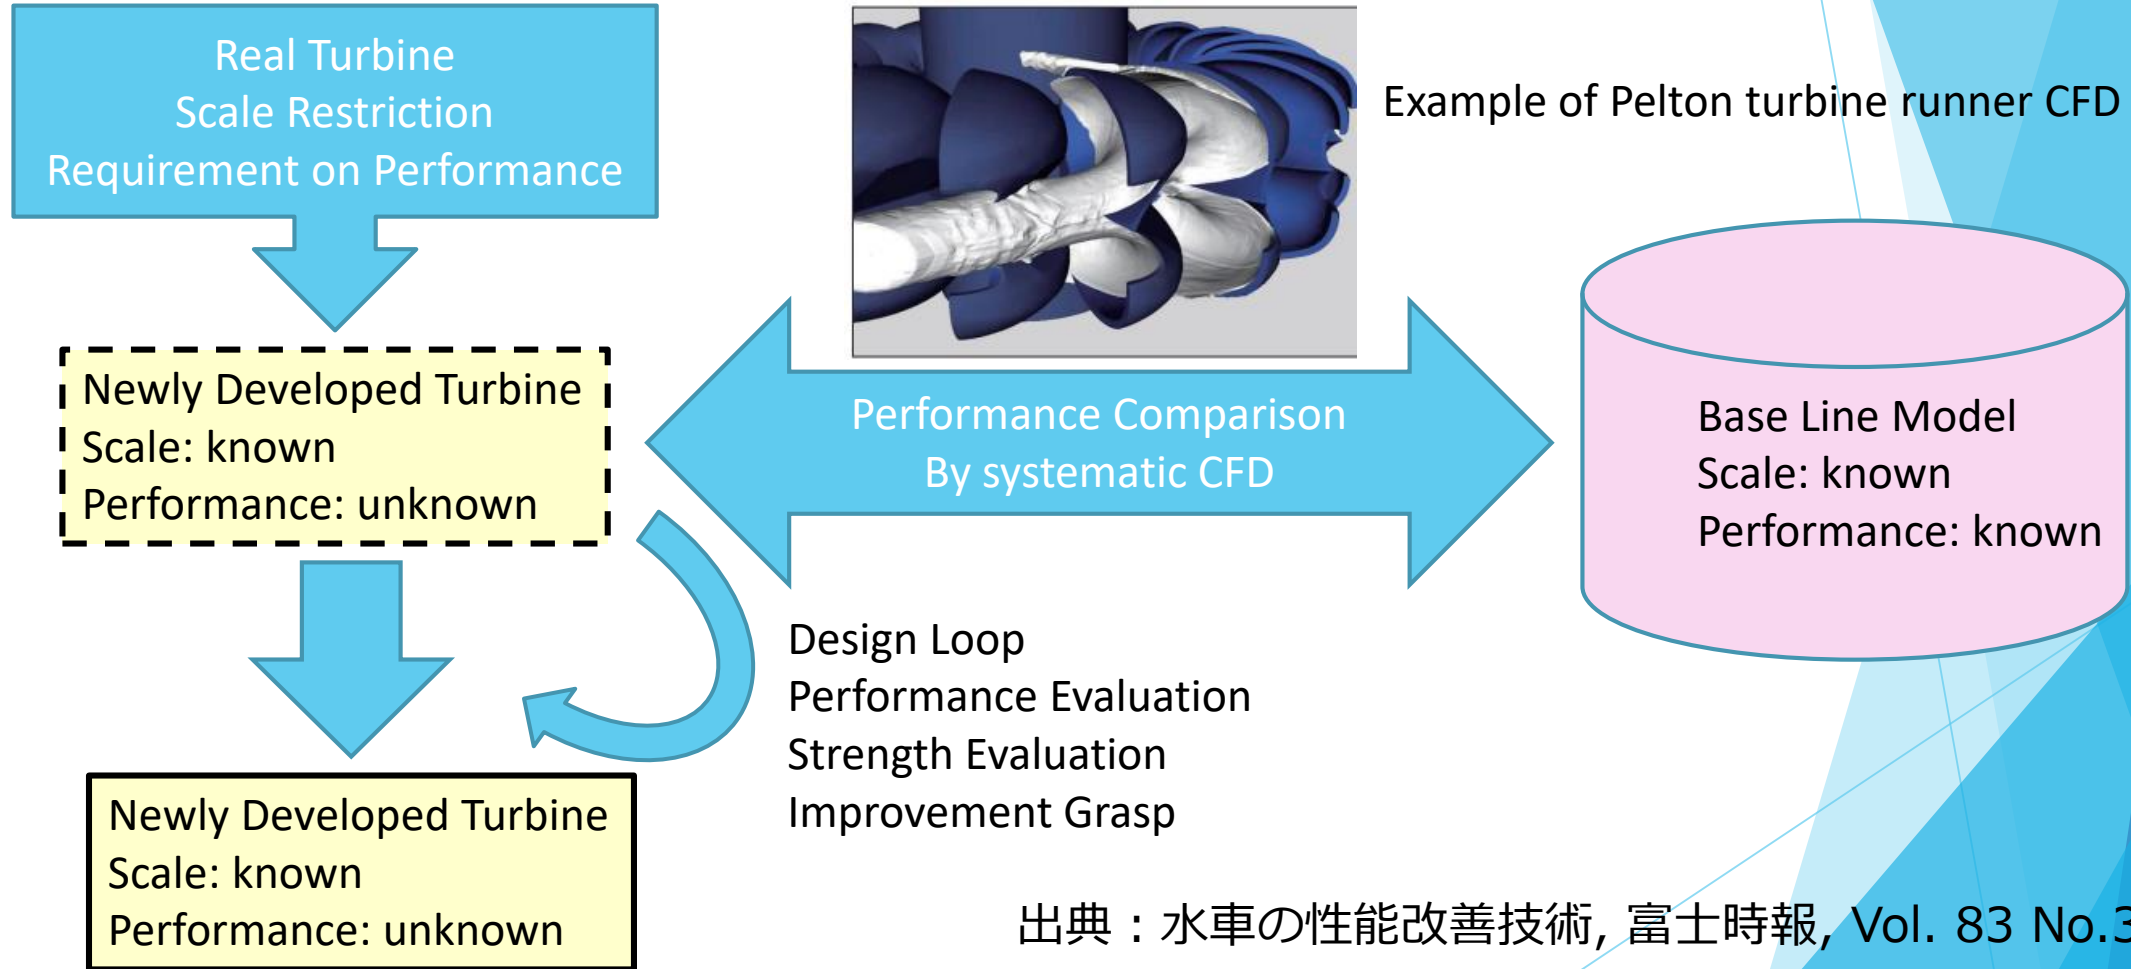 Real Turbine
Scale Restriction
Requirement on Performance
Example of Pelton turbine runner CFD
Newly Developed Turbine
Scale: known
Performance: unknown
Performance Comparison
By systematic CFD
Base Line Model
Scale: known
Performance: known
Design Loop
Performance Evaluation
Strength Evaluation
Improvement Grasp
Newly Developed Turbine
Scale: known
Performance: unknown
出典：水車の性能改善技術, 富士時報, Vol. 83 No.3